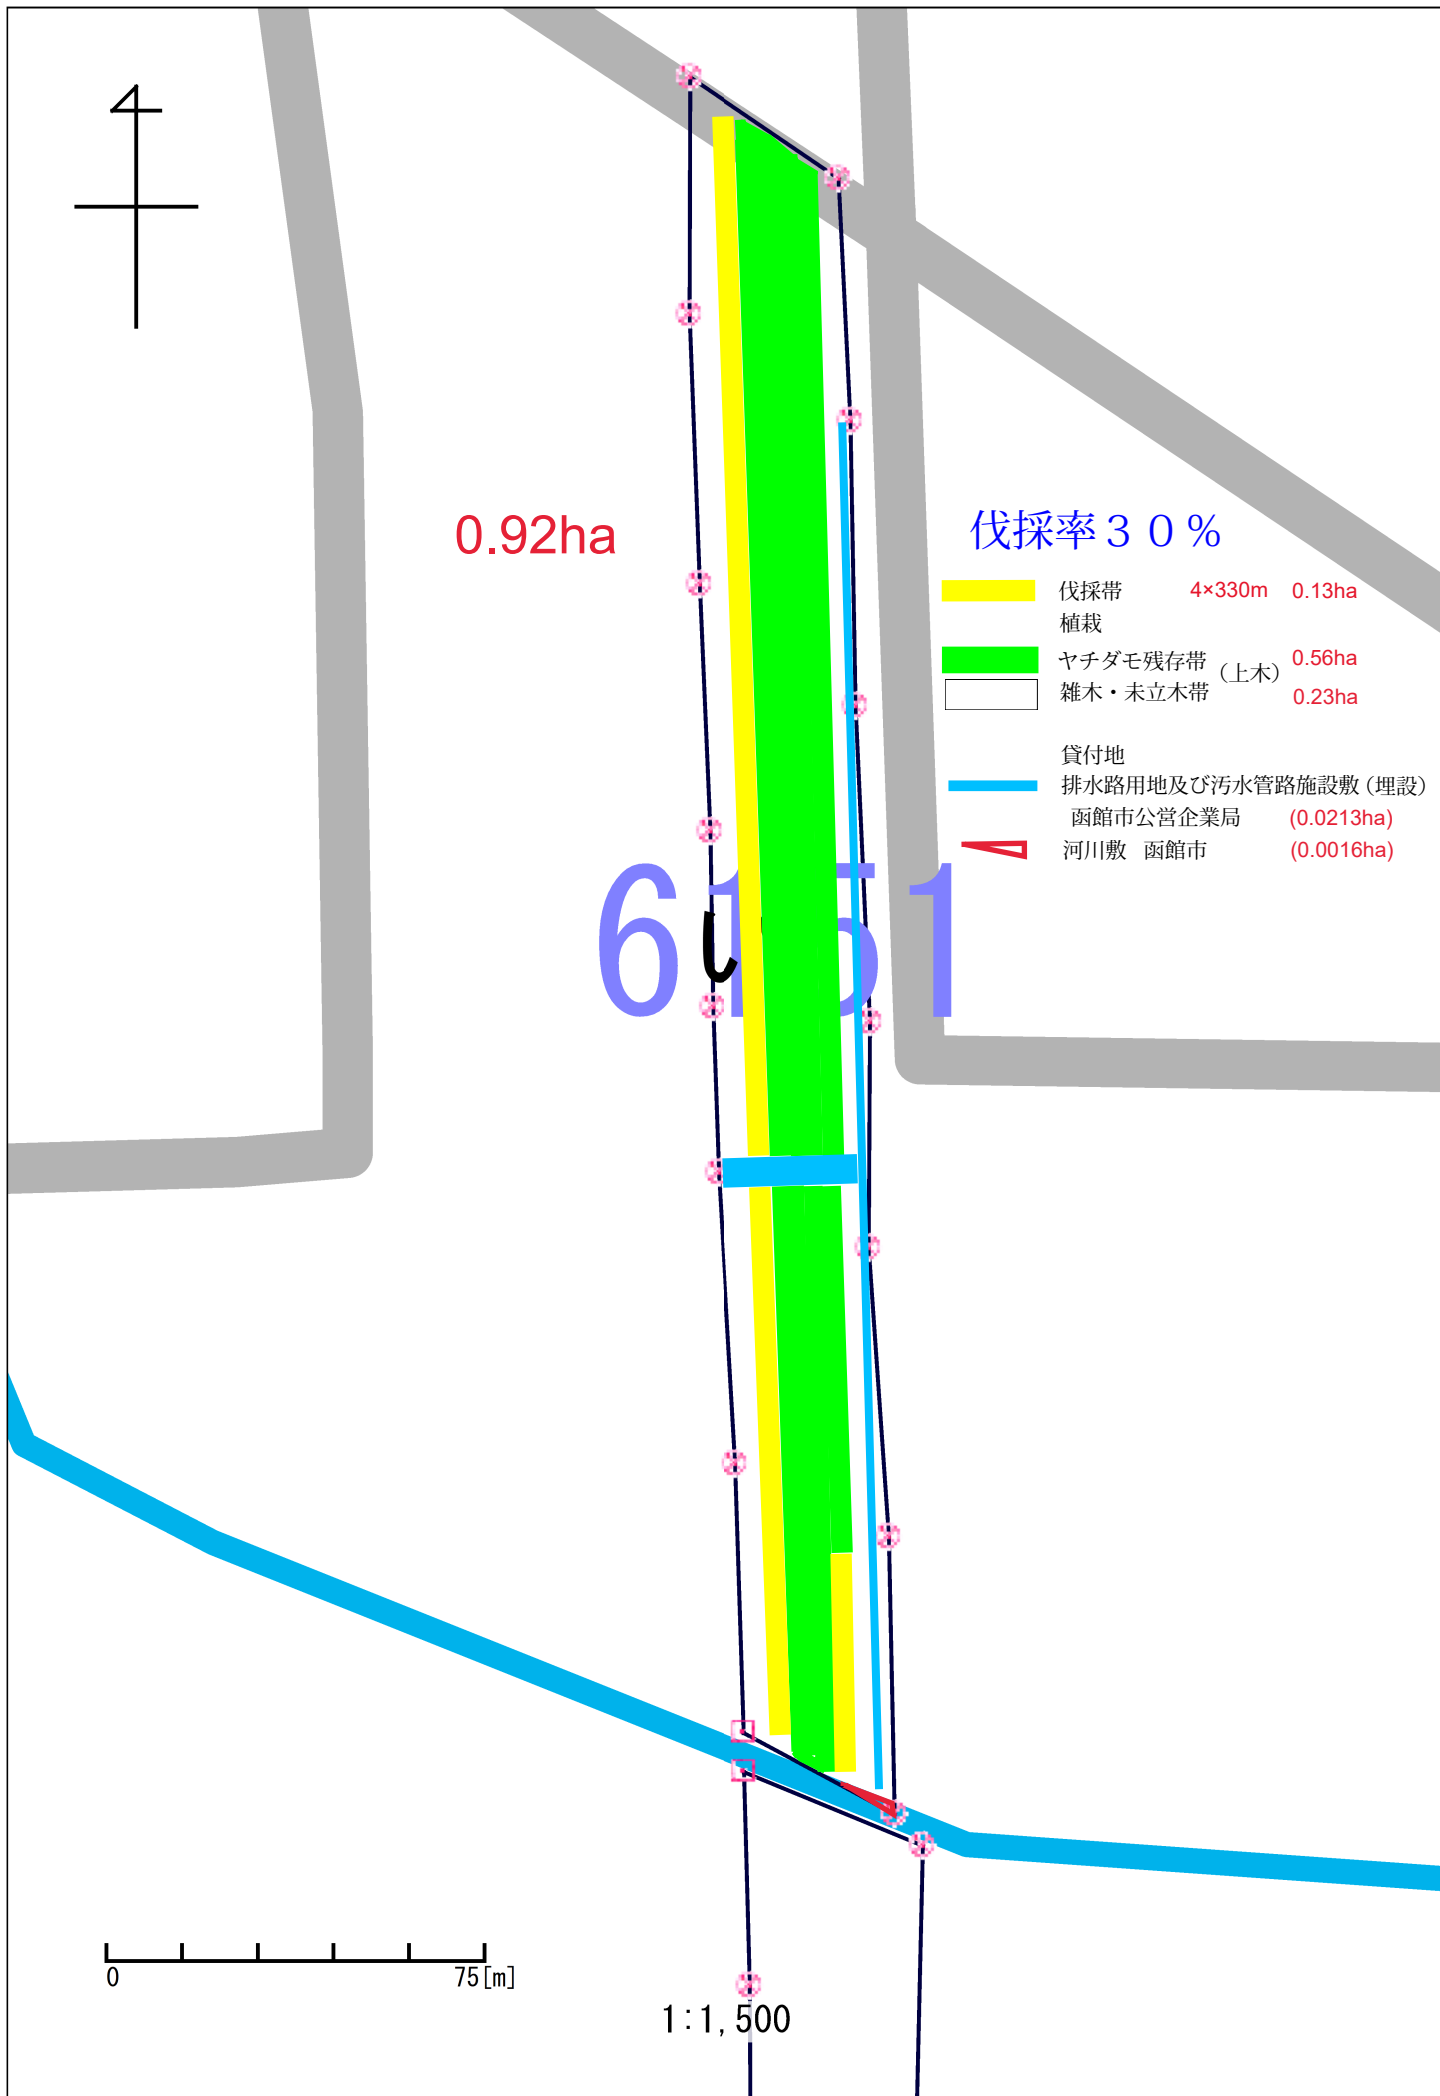 0.92ha
伐採率30%
伐採帯 4×330m 0.13ha
植栽
ヤチダモ残存帯 (上木) 0.56ha
雑木・未立木帯 0.23ha
貸付地
排水路用地及び汚水管路施設敷(埋設)
函館市公営企業局 (0.0213ha)
河川敷 函館市 (0.0016ha)
6151
し
0 75[m]
1:1,500